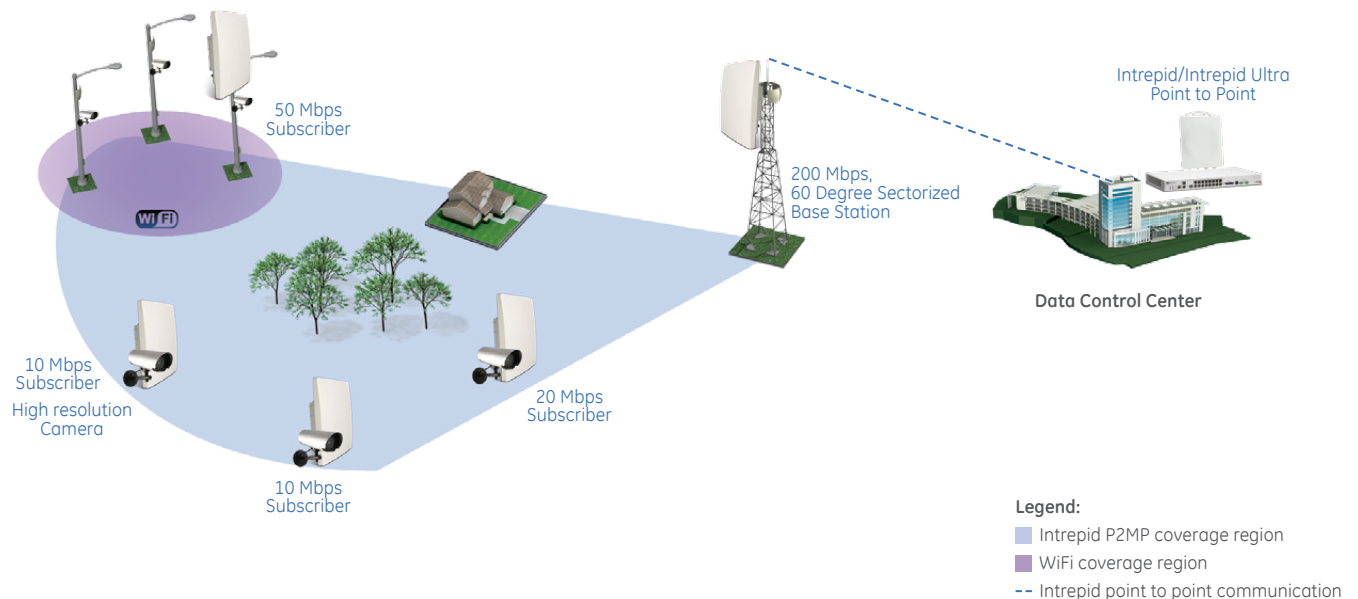 50 Mbps
Subscriber
WiFi
Intrepid/Intrepid Ultra
Point to Point
200 Mbps,
60 Degree Sectorized
Base Station
Data Control Center
10 Mbps
Subscriber
High resolution
Camera
20 Mbps
Subscriber
10 Mbps
Subscriber
Legend:
Intrepid P2MP coverage region
WiFi coverage region
Intrepid point to point communication